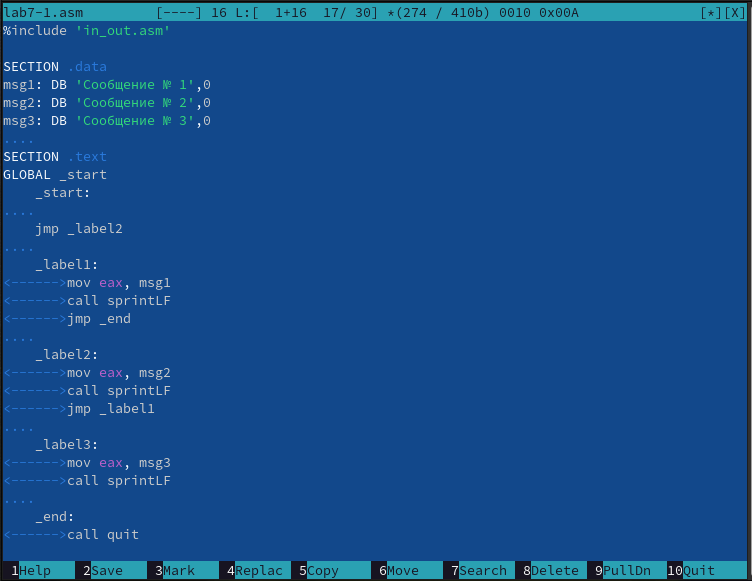 lab7-1.asm [----] 16 L:[ 1+16 17/ 30] *(274 / 410b) 0010 0x00A [*][X]
%include 'in_out.asm'
SECTION .data
msg1: DB 'Сообщение № 1',0
msg2: DB 'Сообщение № 2',0
msg3: DB 'Сообщение № 3',0
....
SECTION .text
GLOBAL _start
    _start:
....
    jmp _label2
....
    _label1:
<------>mov eax, msg1
<------>call sprintLF
<------>jmp _end
....
    _label2:
<------>mov eax, msg2
<------>call sprintLF
<------>jmp _label1
....
    _label3:
<------>mov eax, msg3
<------>call sprintLF
....
    _end:
<------>call quit
1Help 2Save 3Mark 4Replac 5Copy 6Move 7Search 8Delete 9PullDn 10Quit